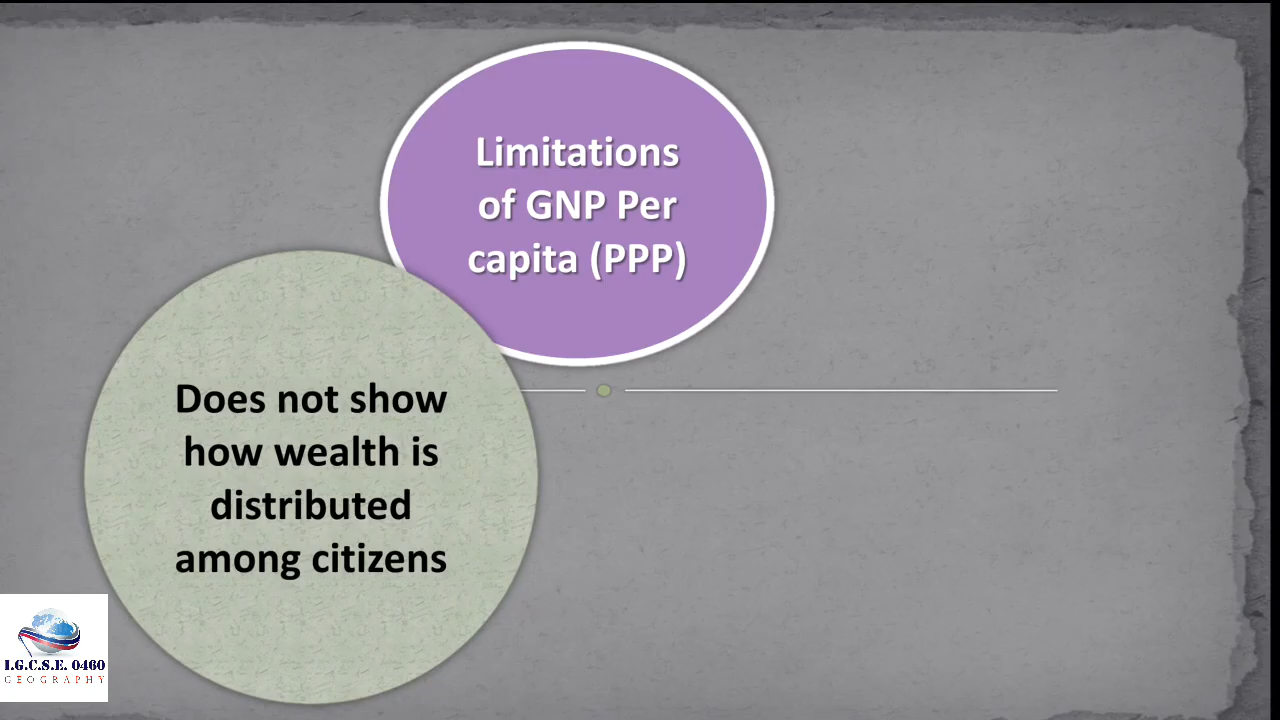 Limitations
of GNP Per
capita (PPP)
Does not show
how wealth is
distributed
among citizens
I.G.C.S.E. 0460
GEOGRAPHY